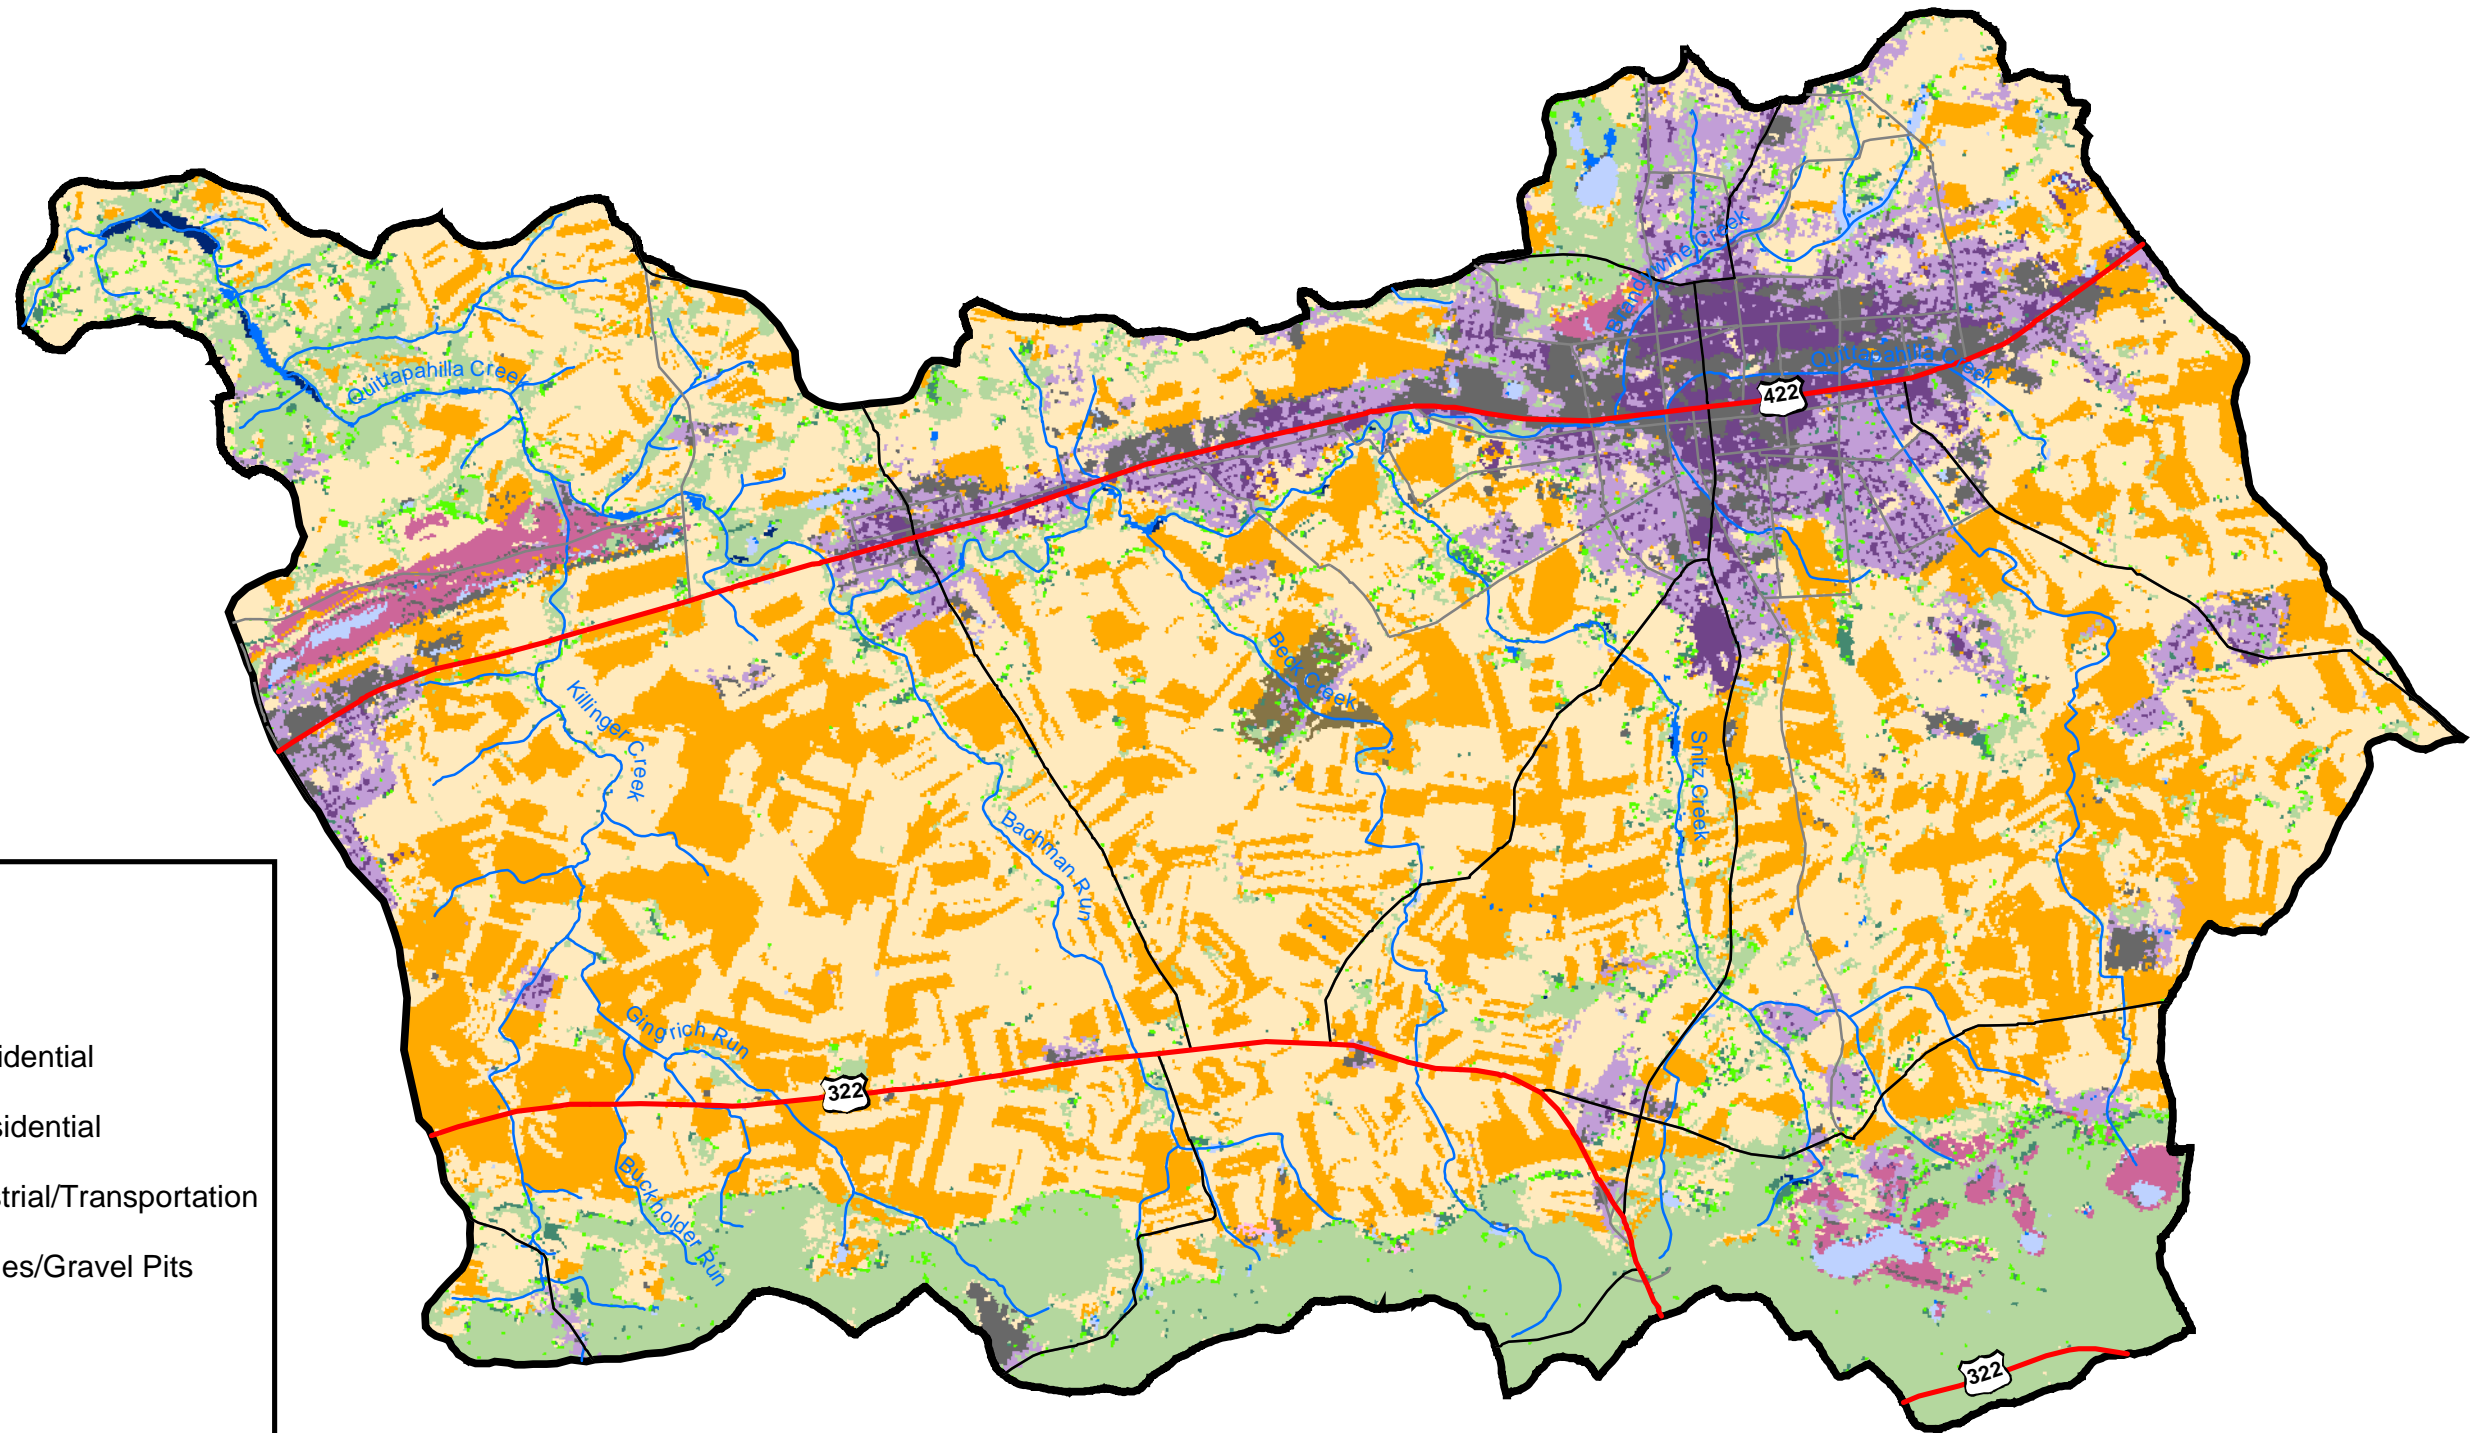 Brandywine Creek
Quittapahilla Creek
Quittapahilla Creek
422
Beck Creek
Killinger Creek
Snitz Creek
Bachman Run
Gingrich Run
322
Buckholder Run
322
idential
sidential
strial/Transportation
es/Gravel Pits